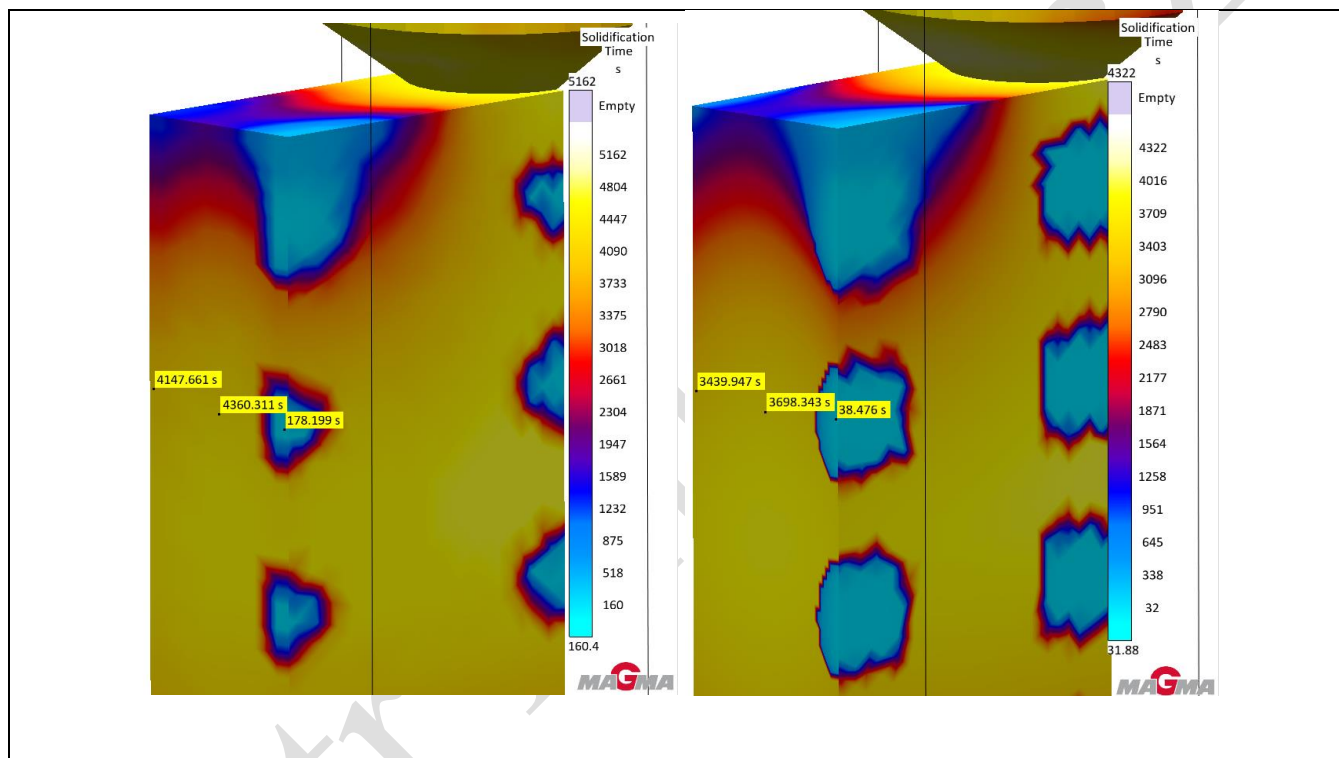 Solidification
Time
s
5162
Empty
5162
4804
4447
4090
3733
3375
3018
2661
2304
1947
1589
1232
875
518
160
160.4
4147.661 s
4360.311 s
178.199 s
MAGMA
Solidification
Time
s
4322
Empty
4322
4016
3709
3403
3096
2790
2483
2177
1871
1564
1258
951
645
338
32
31.88
3439.947 s
3698.343 s
38.476 s
MAGMA